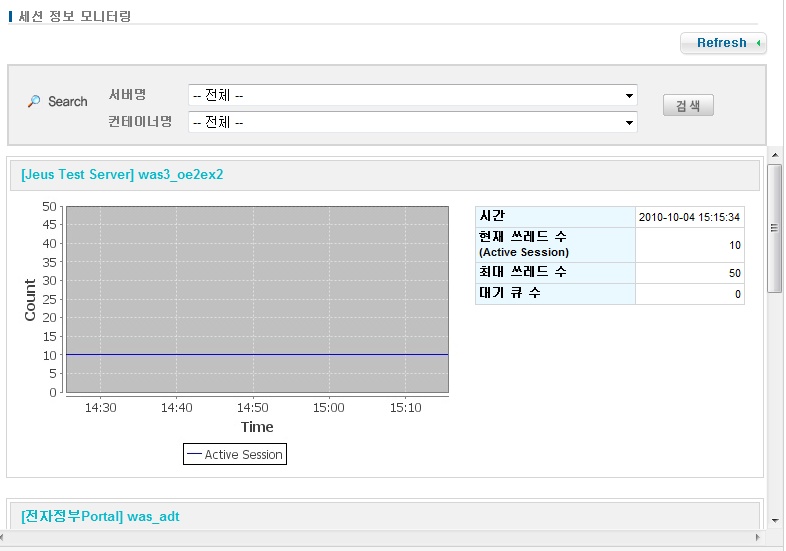 세션 정보 모니터링
Refresh
Search
서버명
-- 전체 --
컨테이너명
-- 전체 --
검색
[Jeus Test Server] was3_oe2ex2
50
45
40
35
30
25
20
15
10
5
0
Count
14:30 14:40 14:50 15:00 15:10
Time
Active Session
시간 2010-10-04 15:15:34
현재 쓰레드 수
(Active Session) 10
최대 쓰레드 수 50
대기 큐 수 0
[전자정부Portal] was_adt